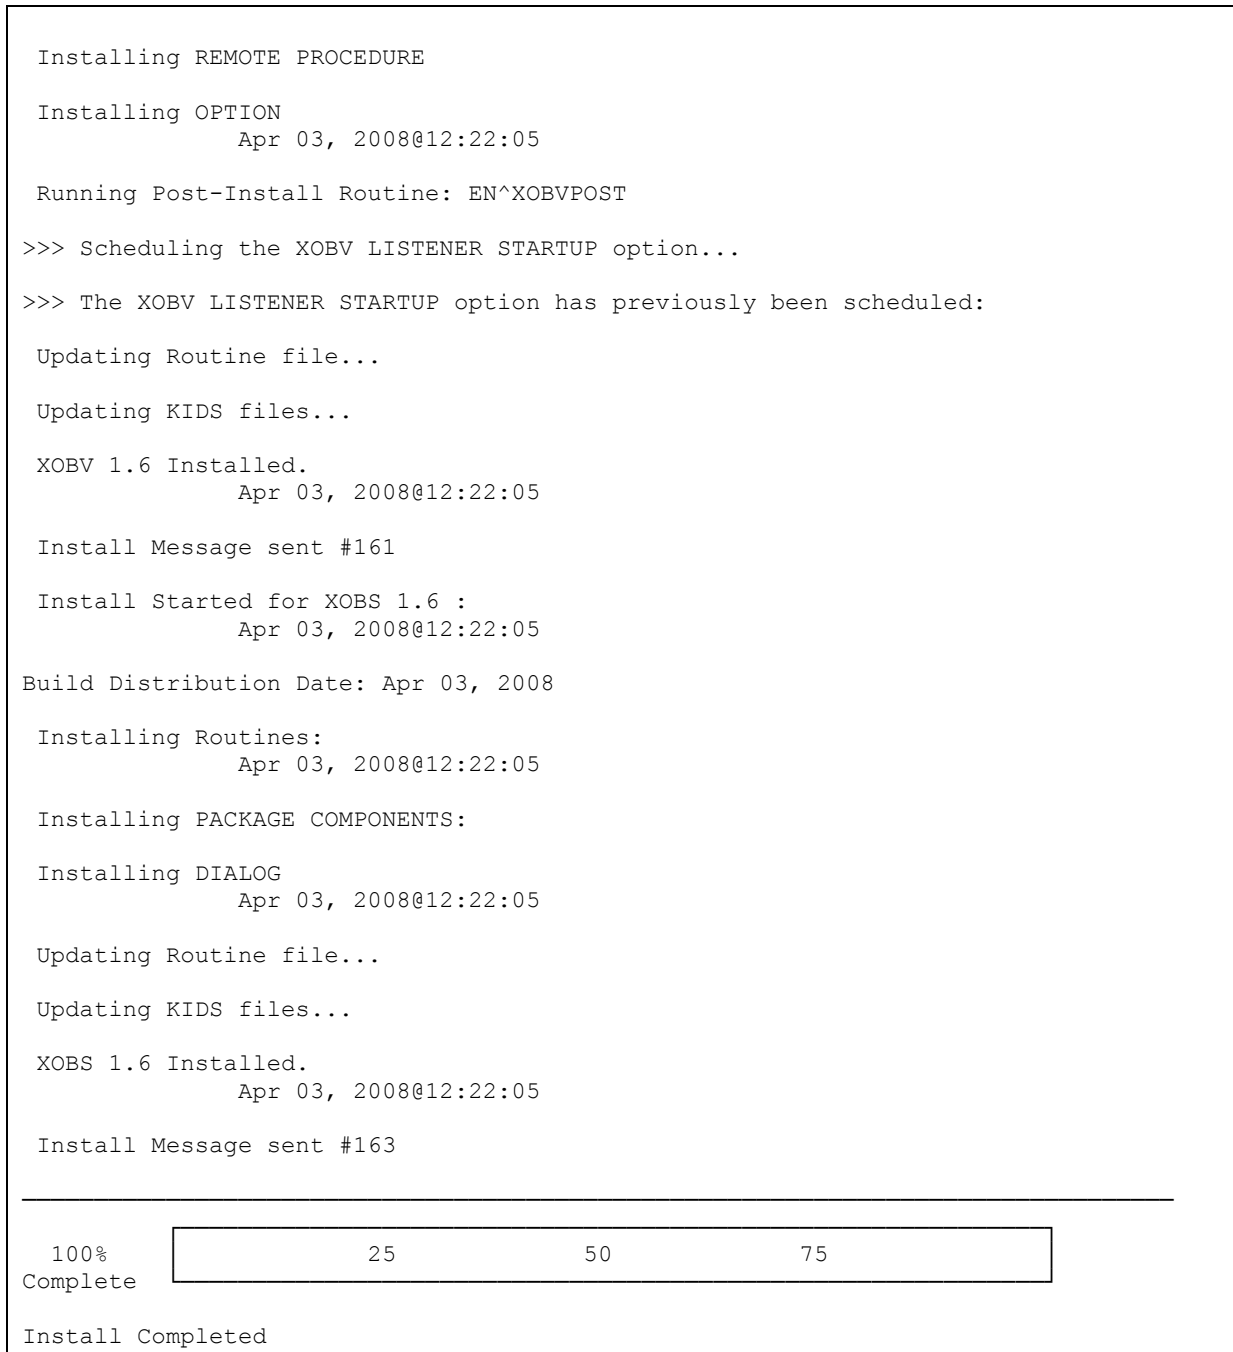 Installing REMOTE PROCEDURE
Installing OPTION
Apr 03, 2008@12:22:05
Running Post-Install Routine: EN^XOBVPOST
>>> Scheduling the XOBV LISTENER STARTUP option...
>>> The XOBV LISTENER STARTUP option has previously been scheduled:
Updating Routine file...
Updating KIDS files...
XOBV 1.6 Installed.
Apr 03, 2008@12:22:05
Install Message sent #161
Install Started for XOBS 1.6 :
Apr 03, 2008@12:22:05
Build Distribution Date: Apr 03, 2008
Installing Routines:
Apr 03, 2008@12:22:05
Installing PACKAGE COMPONENTS:
Installing DIALOG
Apr 03, 2008@12:22:05
Updating Routine file...
Updating KIDS files...
XOBS 1.6 Installed.
Apr 03, 2008@12:22:05
Install Message sent #163
100% 25 50 75
Complete
Install Completed